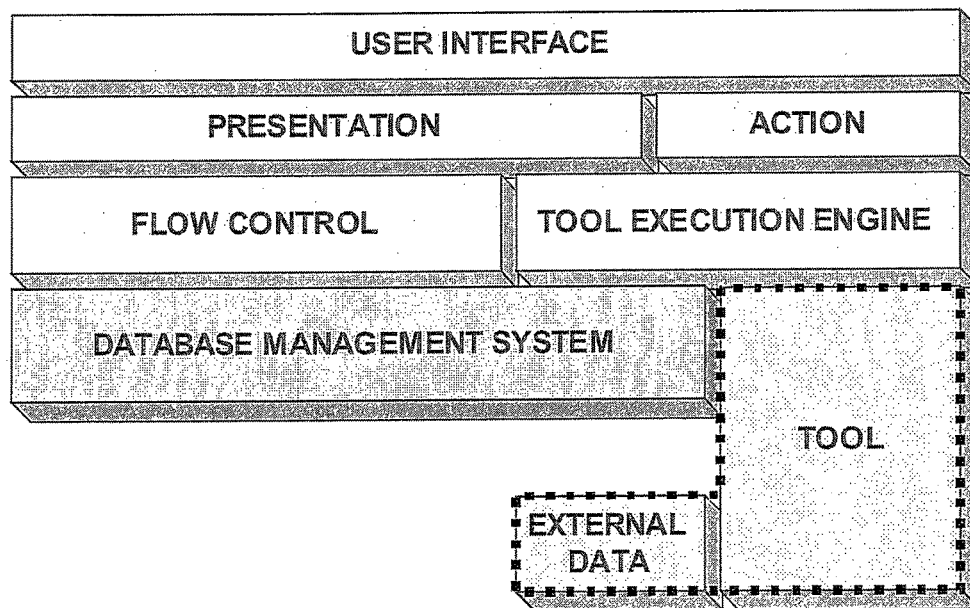 USER INTERFACE
PRESENTATION
ACTION
FLOW CONTROL
TOOL EXECUTION ENGINE
DATABASE MANAGEMENT SYSTEM
TOOL
EXTERNAL
DATA